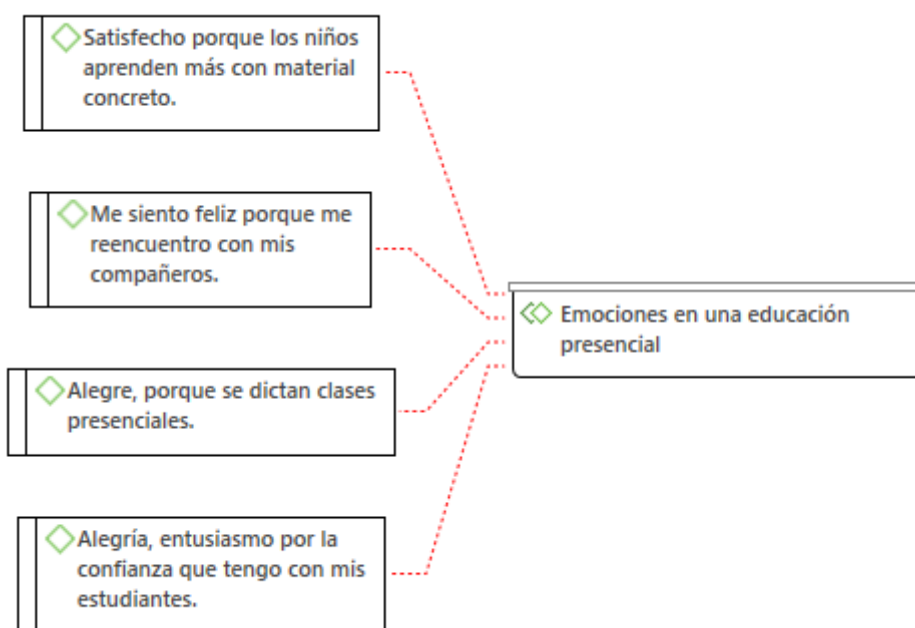 Satisfecho porque los niños
aprenden más con material
concreto.
Me siento feliz porque me
reencuentro con mis
compañeros.
Alegre, porque se dictan clases
presenciales.
Alegría, entusiasmo por la
confianza que tengo con mis
estudiantes.
Emociones en una educación
presencial